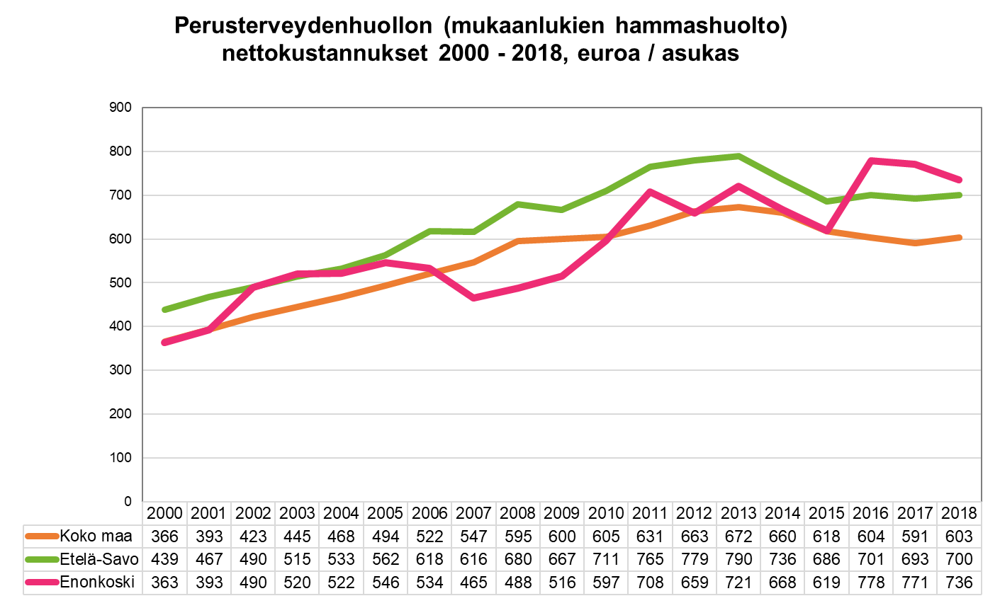 Perusterveydenhuollon (mukaanlukien hammashuolto)
nettokustannukset 2000 - 2018, euroa / asukas
900
800
700
600
500
400
300
200
100
0
2000 2001 2002 2003 2004 2005 2006 2007 2008 2009 2010 2011 2012 2013 2014 2015 2016 2017 2018
Koko maa 366 393 423 445 468 494 522 547 595 600 605 631 663 672 660 618 604 591 603
Etelä-Savo 439 467 490 515 533 562 618 616 680 667 711 765 779 790 736 686 701 693 700
Enonkoski 363 393 490 520 522 546 534 465 488 516 597 708 659 721 668 619 778 771 736